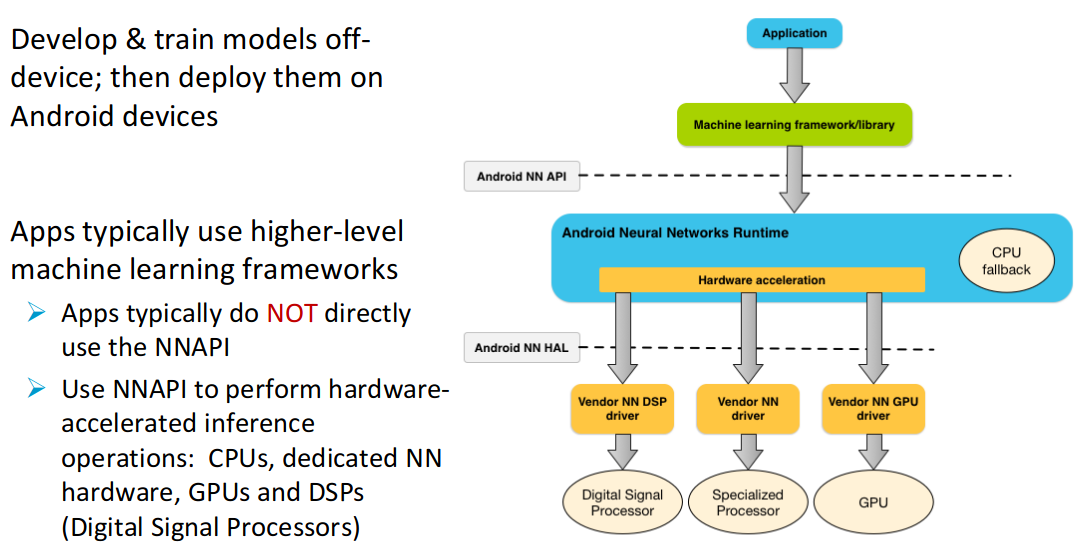 Develop & train models off-
device; then deploy them on
Android devices
Apps typically use higher-level
machine learning frameworks
➢ Apps typically do NOT directly
use the NNAPI
➢ Use NNAPI to perform hardware-
accelerated inference
operations: CPUs, dedicated NN
hardware, GPUs and DSPs
(Digital Signal Processors)
Application
Machine learning framework/library
Android NN API
Android Neural Networks Runtime
CPU
fallback
Hardware acceleration
Android NN HAL
Vendor NN DSP
driver
Vendor NN
driver
Vendor NN GPU
driver
Digital Signal
Processor
Specialized
Processor
GPU